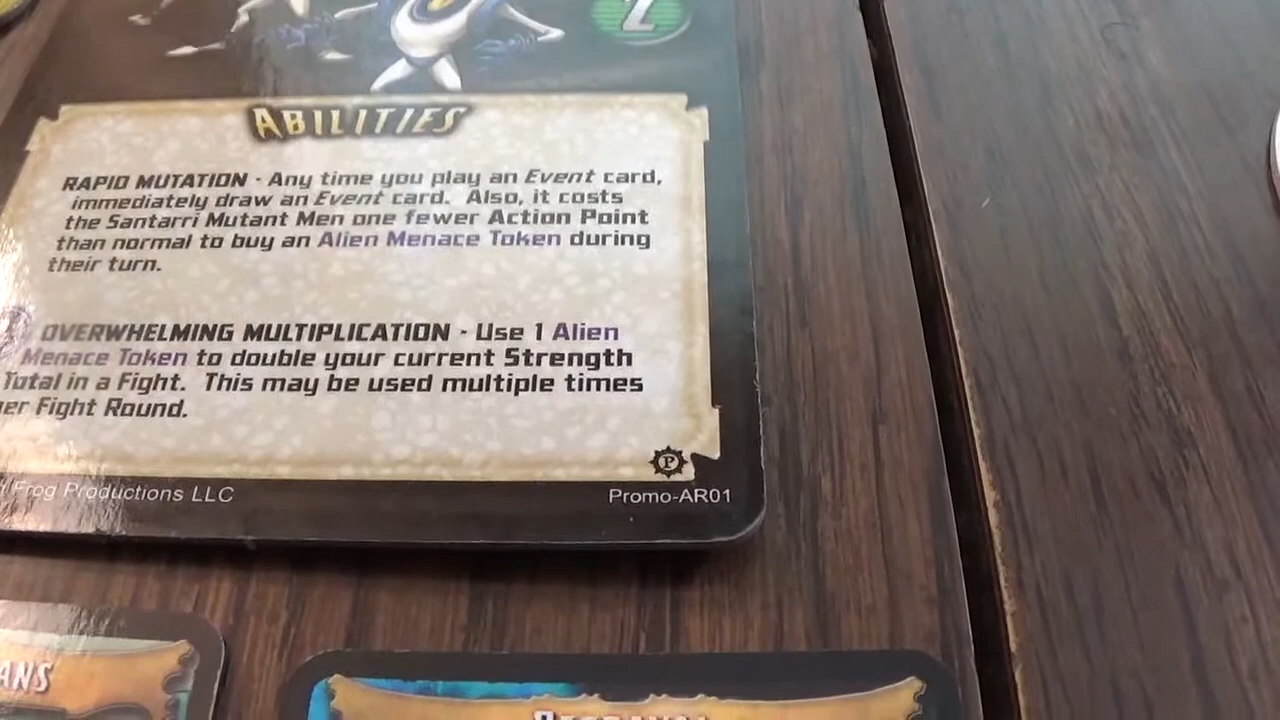 2
ABILITIES
RAPID MUTATION - Any time you play an Event card,
immediately draw an Event card. Also, it costs
the Santarri Mutant Men one fewer Action Point
than normal to buy an Alien Menace Token during
their turn.
OVERWHELMING MULTIPLICATION - Use 1 Alien
Menace Token to double your current Strength
Total in a Fight. This may be used multiple times
Fight Round.
P
Frog Productions LLC
Promo-AR01